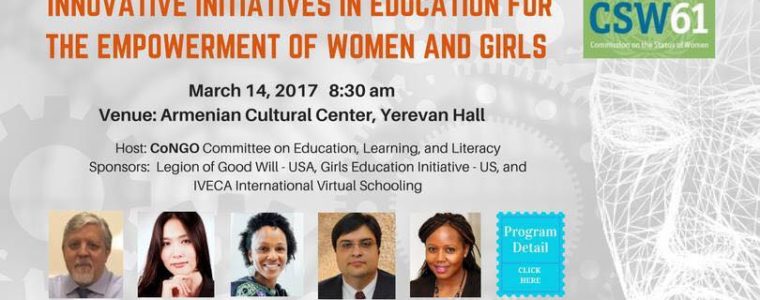 INNOVATIVE INITIATIVES IN EDUCATION FOR
THE EMPOWERMENT OF WOMEN AND GIRLS
CSW61
Commission on the Status of Women
March 14, 2017 8:30 am
Venue: Armenian Cultural Center, Yerevan Hall
Host: CoNGO Committee on Education, Learning, and Literacy
Sponsors: Legion of Good Will - USA, Girls Education Initiative - US, and
IVECA International Virtual Schooling
Program
Detail
CLICK
HERE